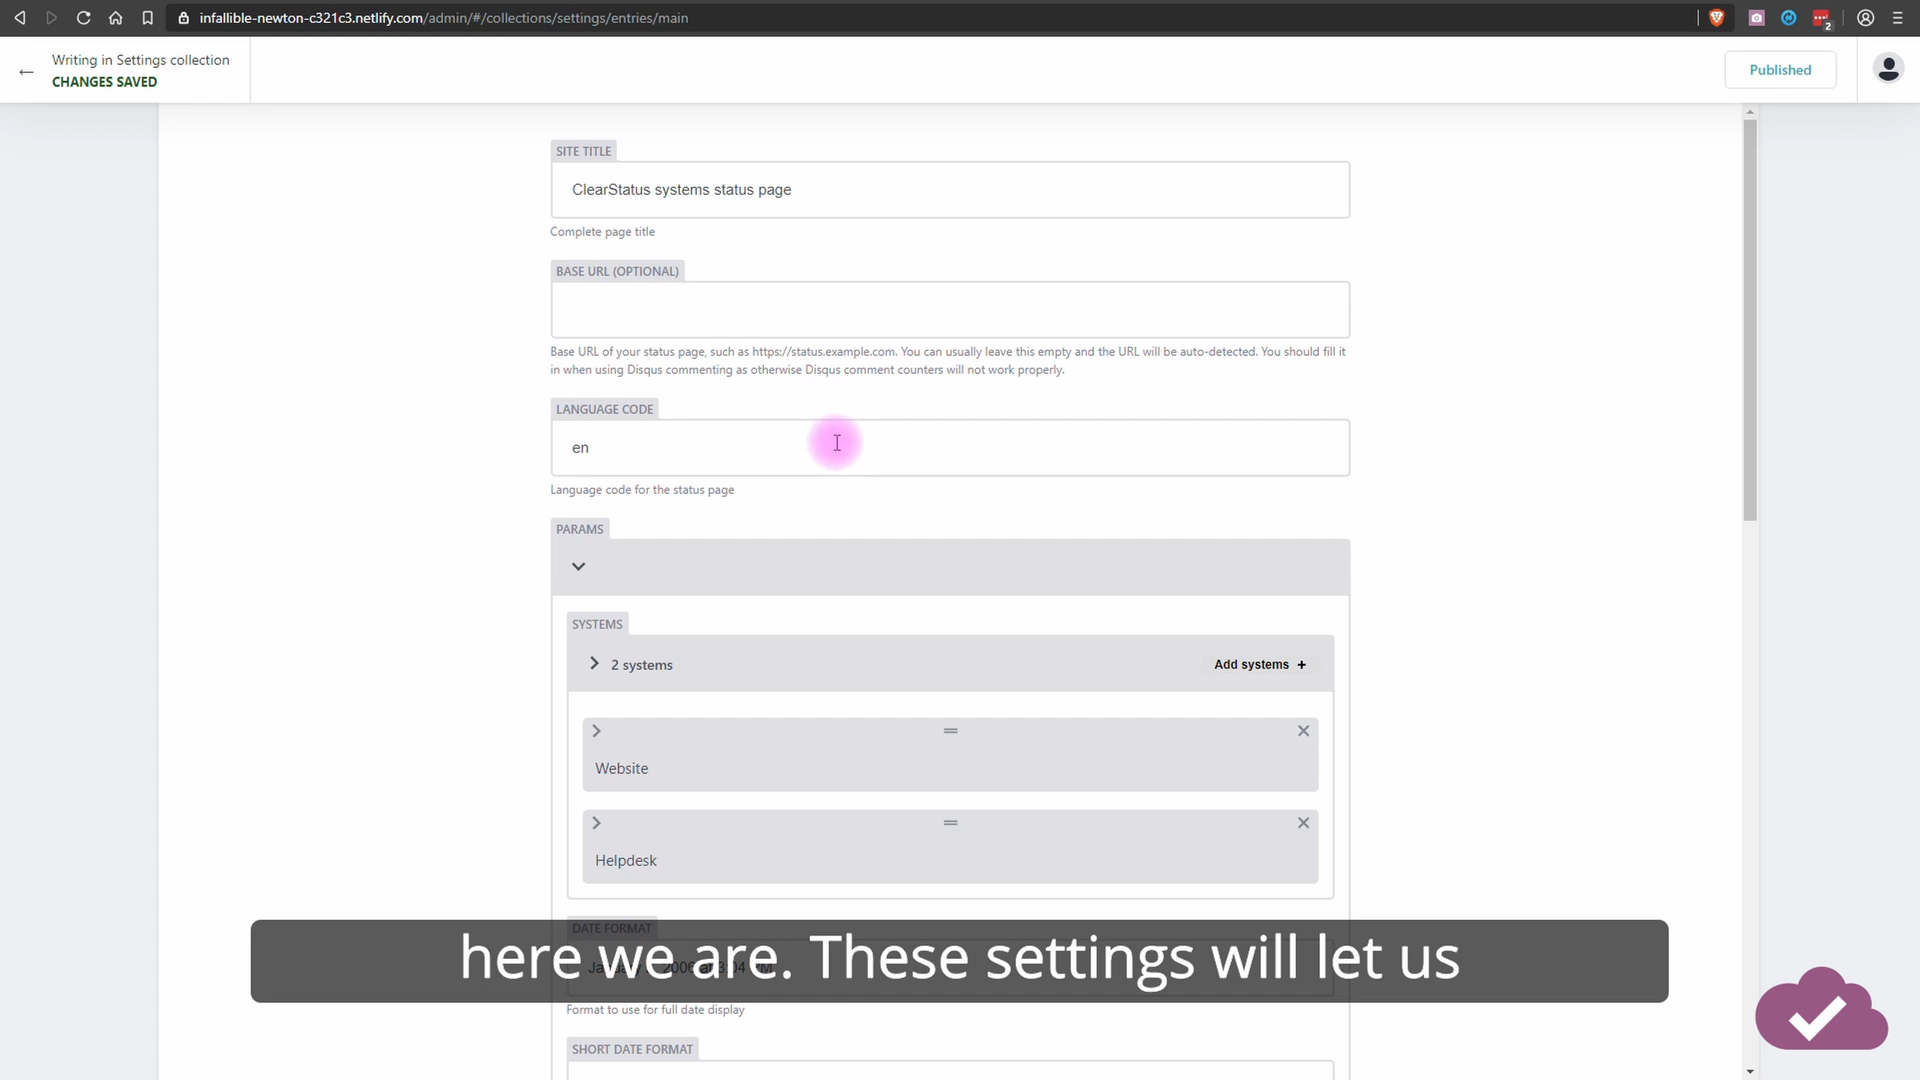 infallible-newton-c321c3.netlify.com/admin/#/collections/settings/entries/main
2
Writing in Settings collection
CHANGES SAVED
Published
SITE TITLE
ClearStatus systems status page
Complete page title
BASE URL (OPTIONAL)
Base URL of your status page, such as https://status.example.com. You can usually leave this empty and the URL will be auto-detected. You should fill it
in when using Disqus commenting as otherwise Disqus comment counters will not work properly.
LANGUAGE CODE
en
Language code for the status page
PARAMS
SYSTEMS
2 systems
Add systems +
Website
Helpdesk
DATE FORMAT
here we are. These settings will let us
Format to use for full date display
SHORT DATE FORMAT